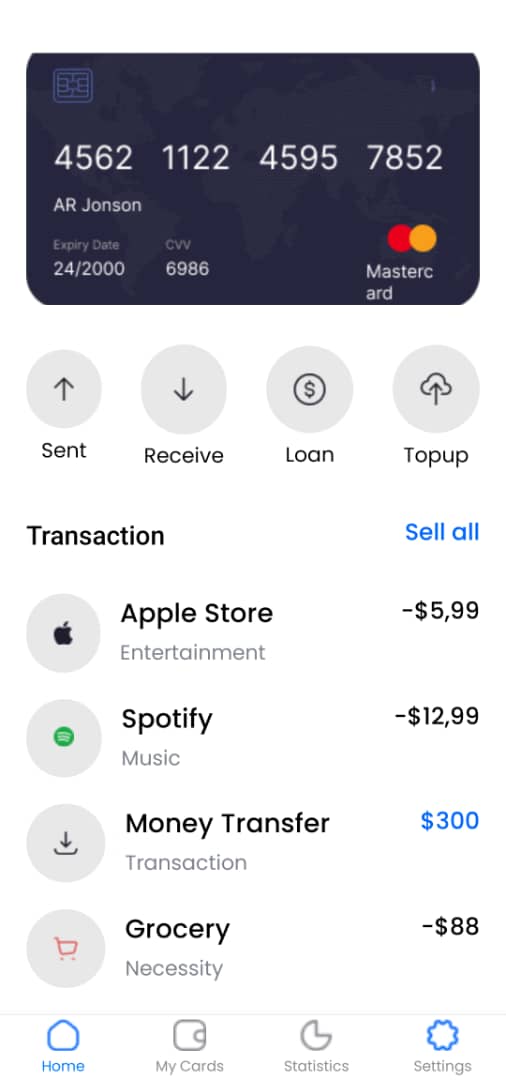 4562 1122 4595 7852
AR Jonson
Expiry Date CVV
24/2000 6986
Masterc
ard
Sent Receive Loan Topup
Transaction Sell all
Apple Store -$5,99
Entertainment
Spotify -$12,99
Music
Money Transfer $300
Transaction
Grocery -$88
Necessity
Home My Cards Statistics Settings